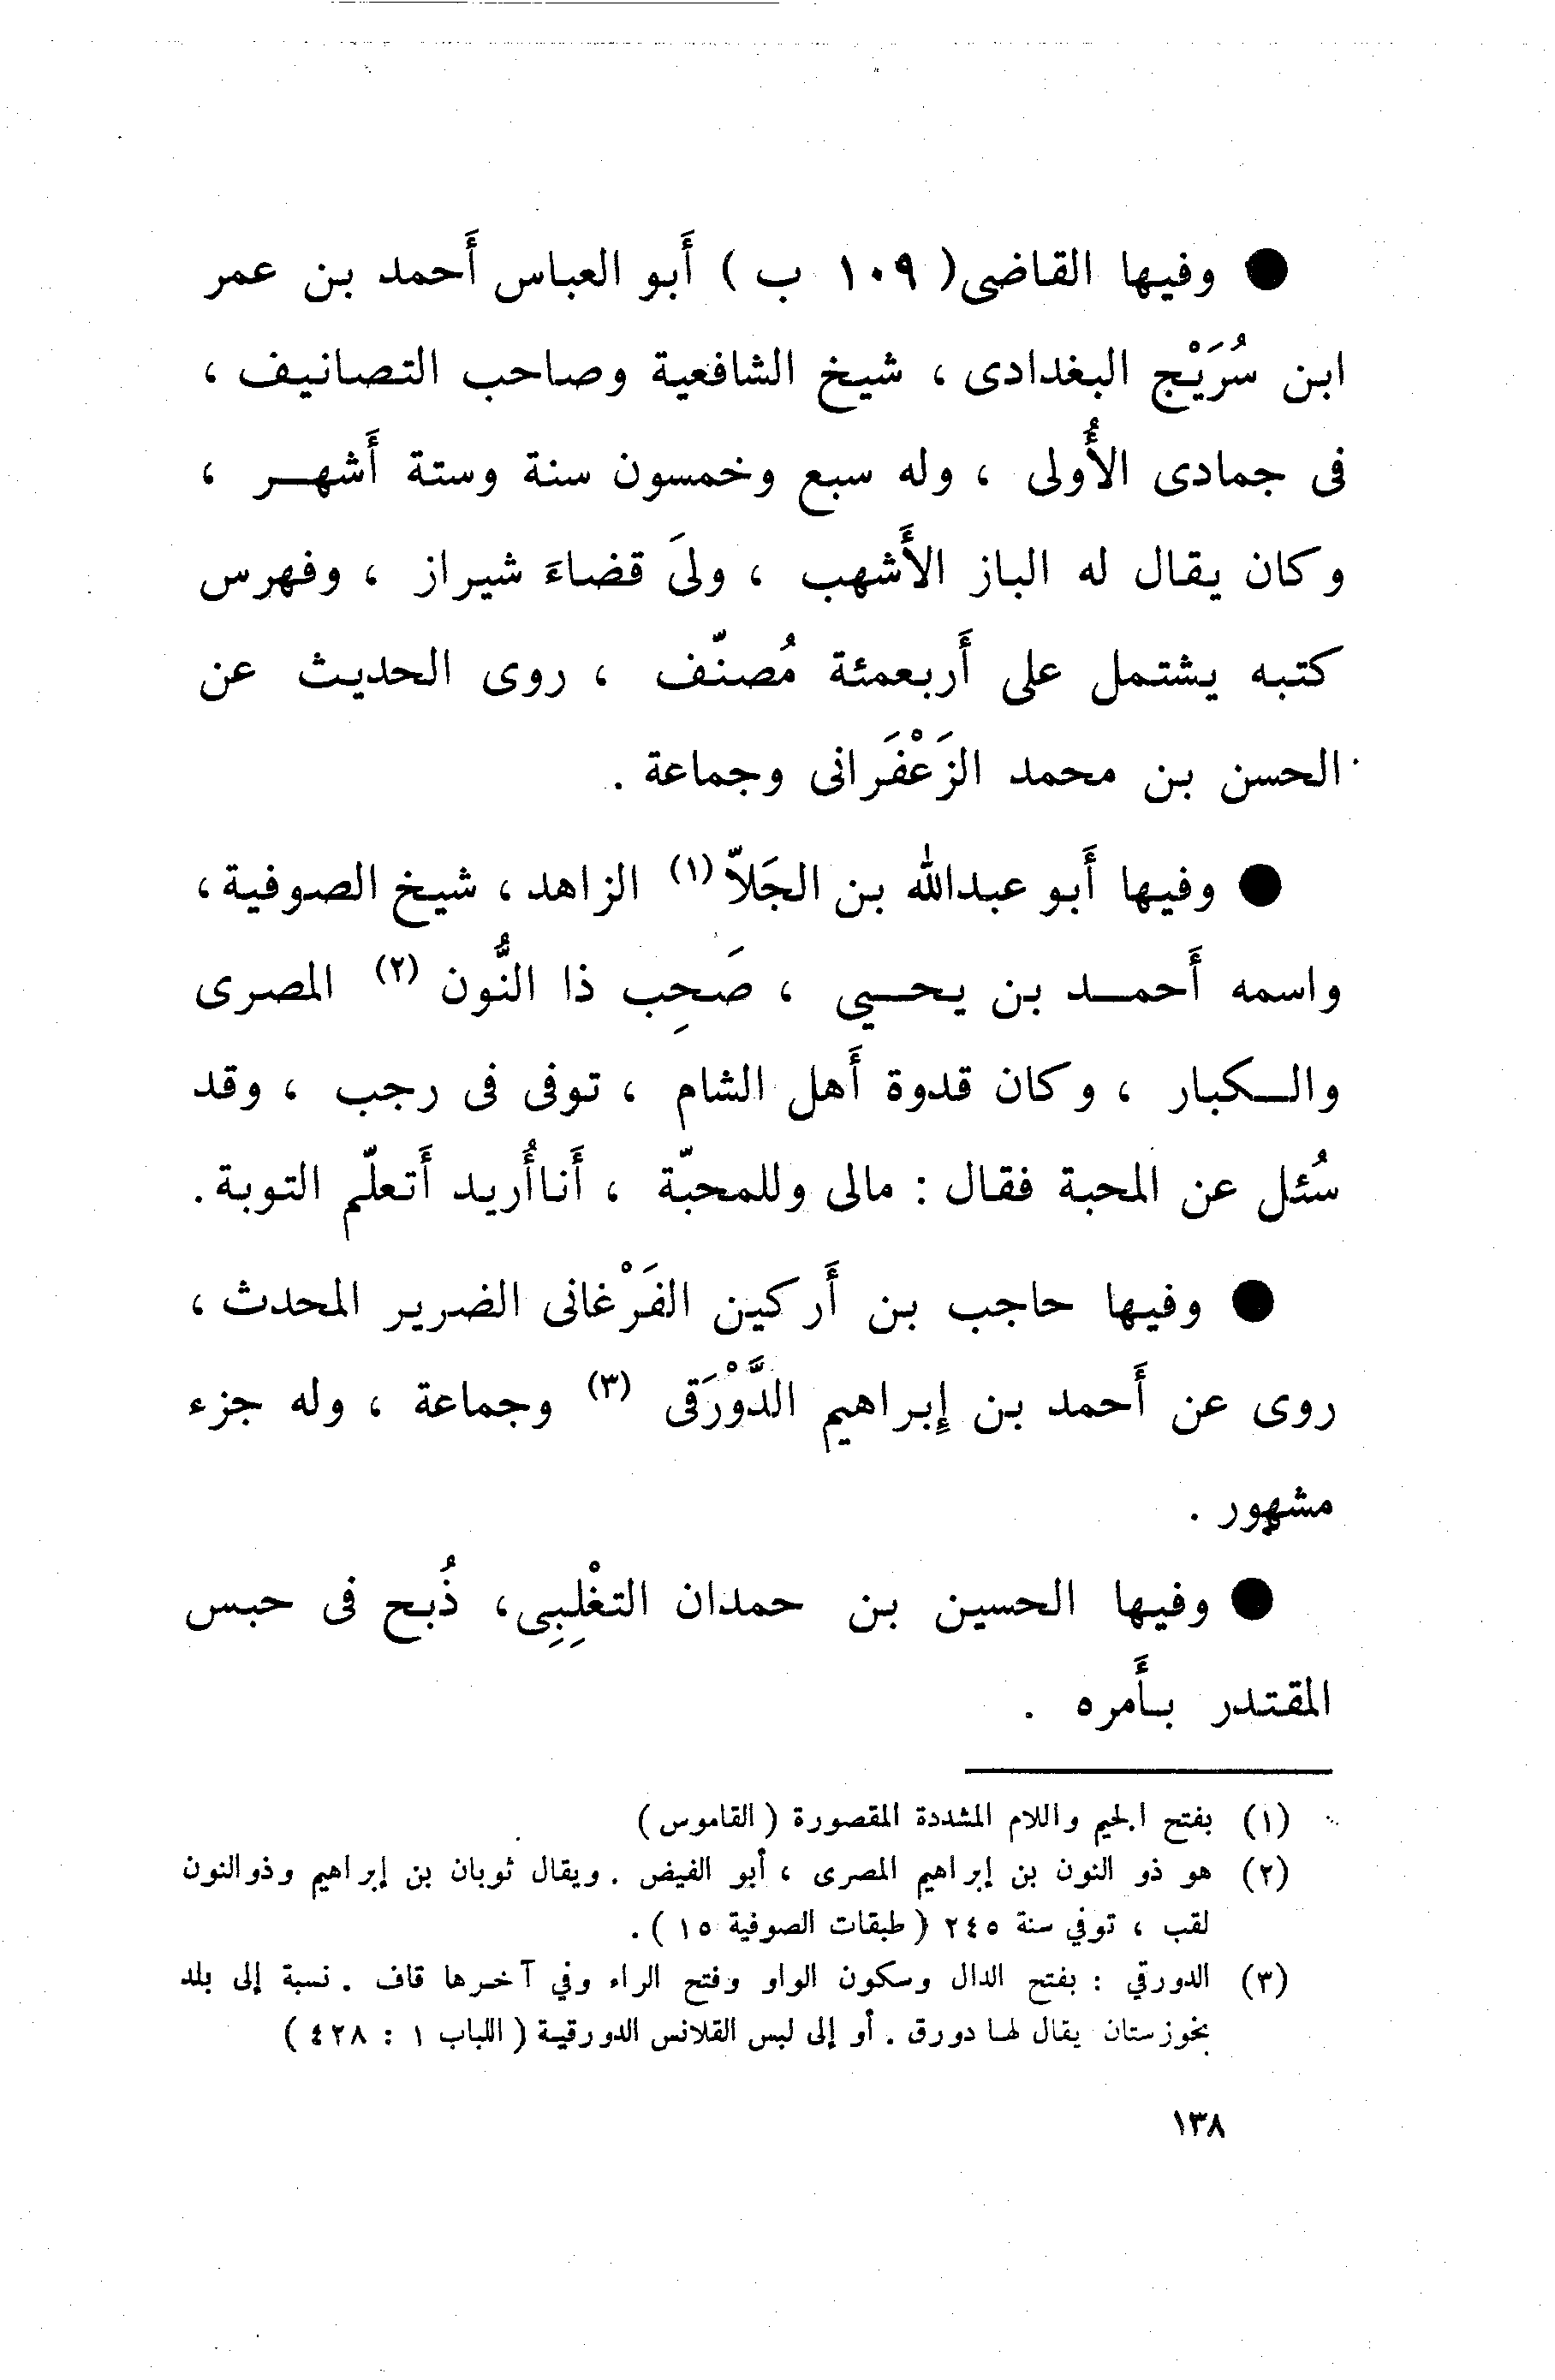 ● وفيها القاضى ( ١٠٩ ب ) أَبو العباس أَحمد بن عمر
ابن سُرَيْج البغدادى ، شيخ الشافعية وصاحب التصانيف ،
فى جمادى الأُولى ، وله سبع وخمسون سنة وستة أَشهـــر ،
وكان يقال له الباز الأَشهب ، ولىَ قضاءَ شيراز ، وفهرس
كتبه يشتمل على أَربعمئة مُصنّف ، روى الحديث عن
الحسن بن محمد الزَعْفَرانى وجماعة .
● وفيها أَبو عبدالله بن الجَلاّ (١) الزاهد ، شيخ الصوفية ،
واسمه أَحمـــد بن يحـــيي ، صَحِب ذا النُّون (٢) المصرى
والــكبار ، وكان قدوة أَهل الشام ، توفى فى رجب ، وقد
سُئل عن المحبة فقال : مالى وللمحبّة ، أَناأُريد أَتعلّم التوبة .
● وفيها حاجب بن أَركين الفَرْغانى الضرير المحدث ،
روى عن أَحمد بن إِبراهيم الدَّوْرَقى (٣) وجماعة ، وله جزء
مشهور .
● وفيها الحسين بن حمدان التغْلِبِى ، ذُبح فى حبس
المقتدر بـأَمره .
(١) بفتح الجيم واللام المشددة المقصورة ( القاموس )
(٢) هو ذو النون بن إبراهيم المصرى ، أبو الفيض . ويقال ثوبان بن إبراهيم وذوالنون
لقب ، توفي سنة ٢٤٥ ( طبقات الصوفية ١٥ ) .
(٣) الدورقي : بفتح الدال وسكون الواو وفتح الراء وفي آخـرها قاف . نسبة إلى بلد
بخوزستان يقال لهـا دورق . أو إلى لبس القلانس الدورقيـة ( اللباب ١ : ٤٢٨ )
١٣٨